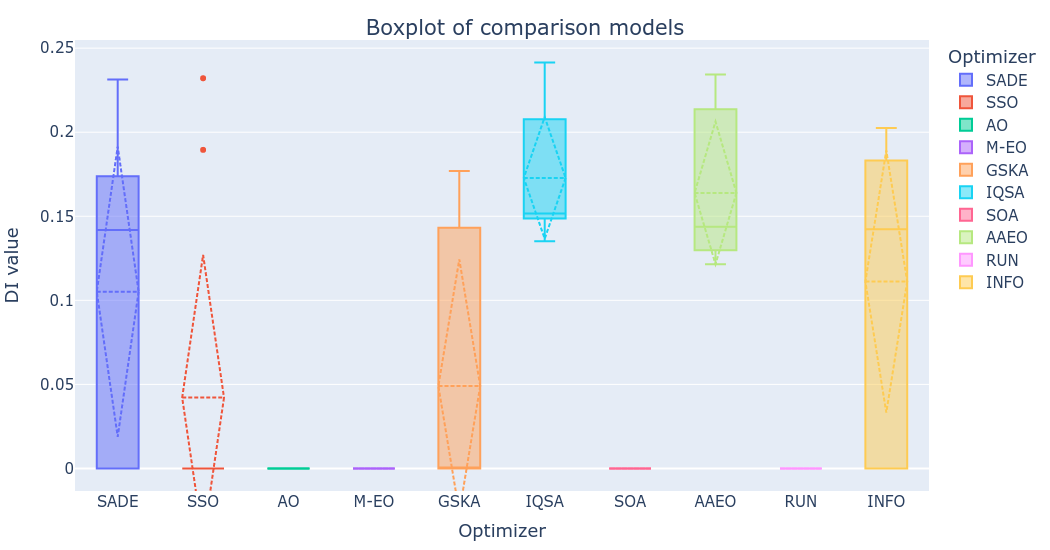 Boxplot of comparison models
DI value
0.25
0.2
0.15
0.1
0.05
0
SADE
SSO
AO
M-EO
GSKA
IQSA
SOA
AAEO
RUN
INFO
Optimizer
Optimizer
SADE
SSO
AO
M-EO
GSKA
IQSA
SOA
AAEO
RUN
INFO